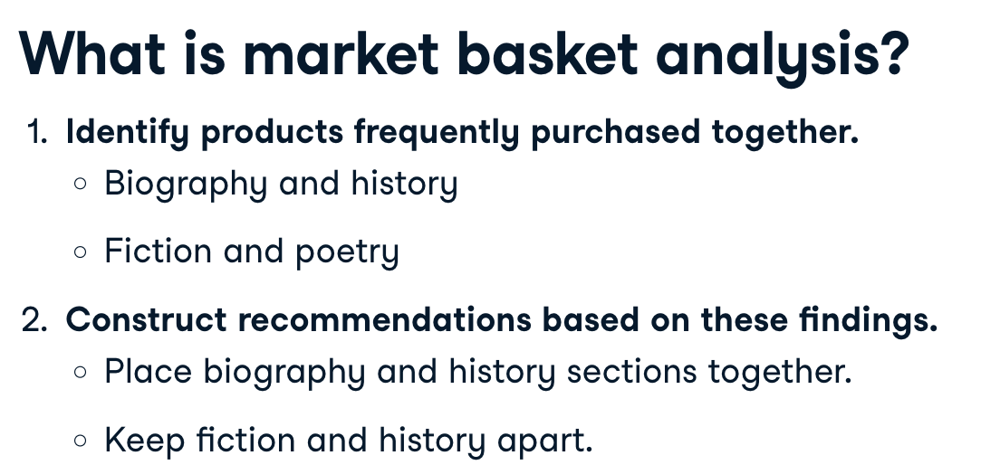 What is market basket analysis?
1. Identify products frequently purchased together.
○ Biography and history
○ Fiction and poetry
2. Construct recommendations based on these findings.
○ Place biography and history sections together.
○ Keep fiction and history apart.